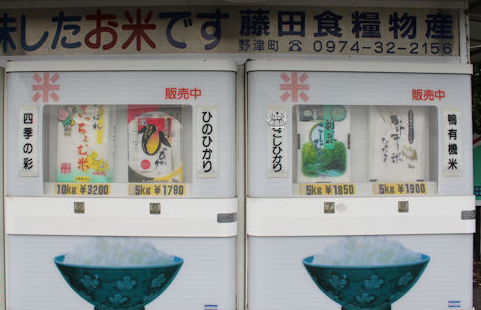 味したお米です 藤田食糧物産
野津町 ☎ 0974-32-2156
米 販売中
四季の彩
ひのひかり
10kg ¥3200
5kg ¥1780
米 販売中
こしひかり
鴨有機米
5kg ¥1850
5kg ¥1900